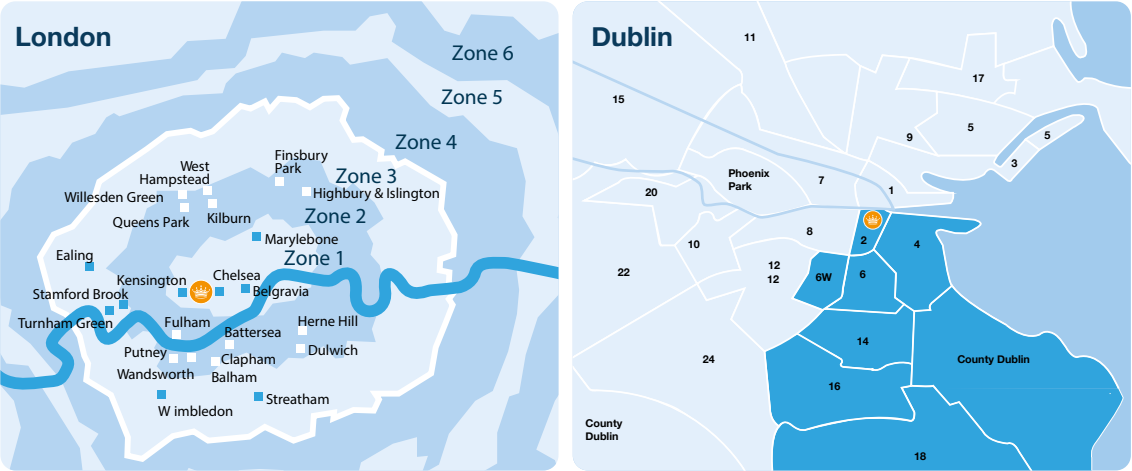 London
Zone 6
Zone 5
Zone 4
Finsbury
Park
West
Hampstead
Zone 3
Willesden Green
Highbury & Islington
Queens Park
Kilburn
Zone 2
Marylebone
Ealing
Zone 1
Kensington
Chelsea
Belgravia
Stamford Brook
Turnham Green
Fulham
Herne Hill
Battersea
Putney
Clapham
Dulwich
Wandsworth
Balham
W imbledon
Streatham
Dublin
11
17
15
5
9
5
3
Phoenix
Park
7
20
1
8
2
4
10
12
12
22
6W
6
14
24
County Dublin
16
County
Dublin
18